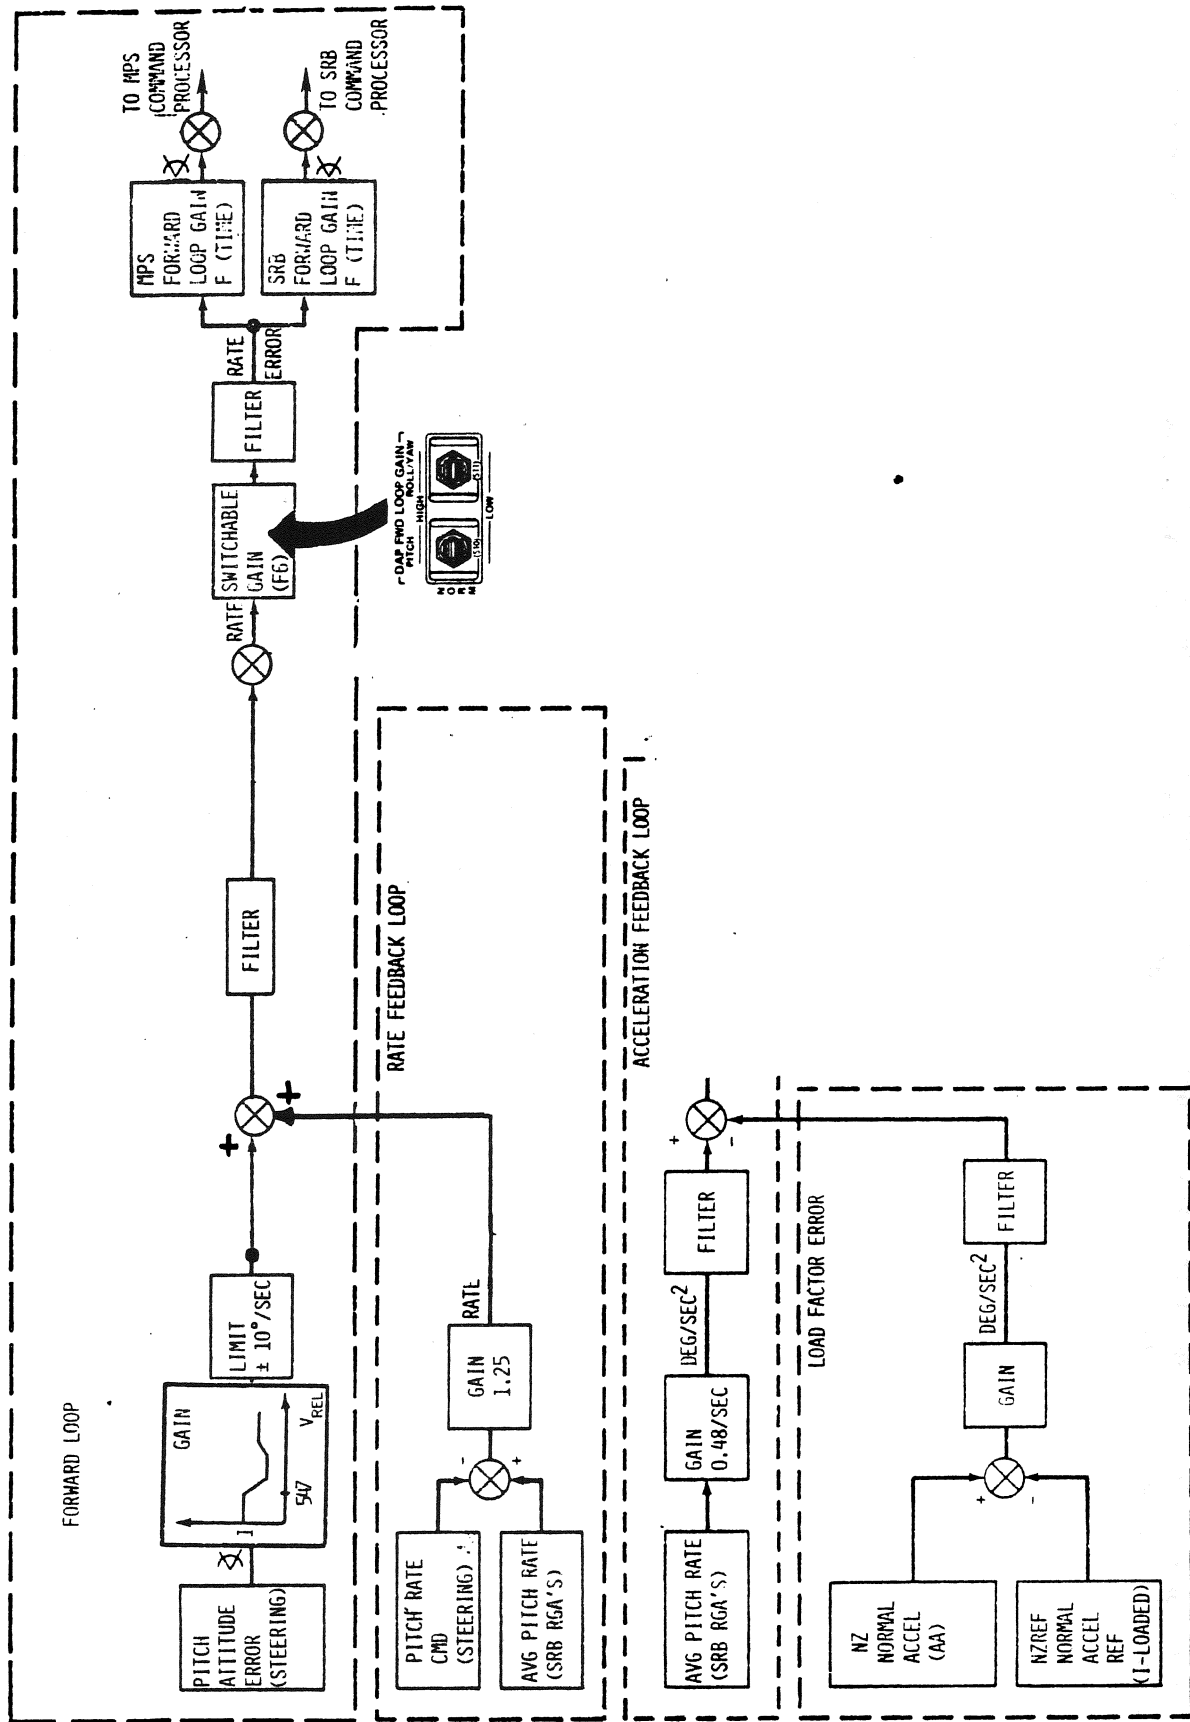 FORWARD LOOP
PITCH
ATTITUDE
ERROR
(STEERING)
GAIN
1
547
VREL
LIMIT
± 10°/SEC
+
+
FILTER
RATE
SWITCHABLE
GAIN
(F6)
FILTER
RATE
ERROR
MPS
FORWARD
LOOP GAIN
F (TIME)
TO MPS
COMMAND
PROCESSOR
SRB
FORWARD
LOOP GAIN
F (TIME)
TO SRB
COMMAND
PROCESSOR
DAP FWD LOOP GAIN
PITCH ROLL/YAW
HIGH
NORM
(S10) (S11)
LOW
RATE FEEDBACK LOOP
PITCH RATE
CMD
(STEERING)
AVG PITCH RATE
(SRB RGA'S)
-
+
GAIN
1.25
RATE
ACCELERATION FEEDBACK LOOP
AVG PITCH RATE
(SRB RGA'S)
GAIN
0.48/SEC
DEG/SEC²
FILTER
+
-
LOAD FACTOR ERROR
NZ
NORMAL
ACCEL
(AA)
NZREF
NORMAL
ACCEL
REF
(I-LOADED)
+
-
GAIN
DEG/SEC²
FILTER